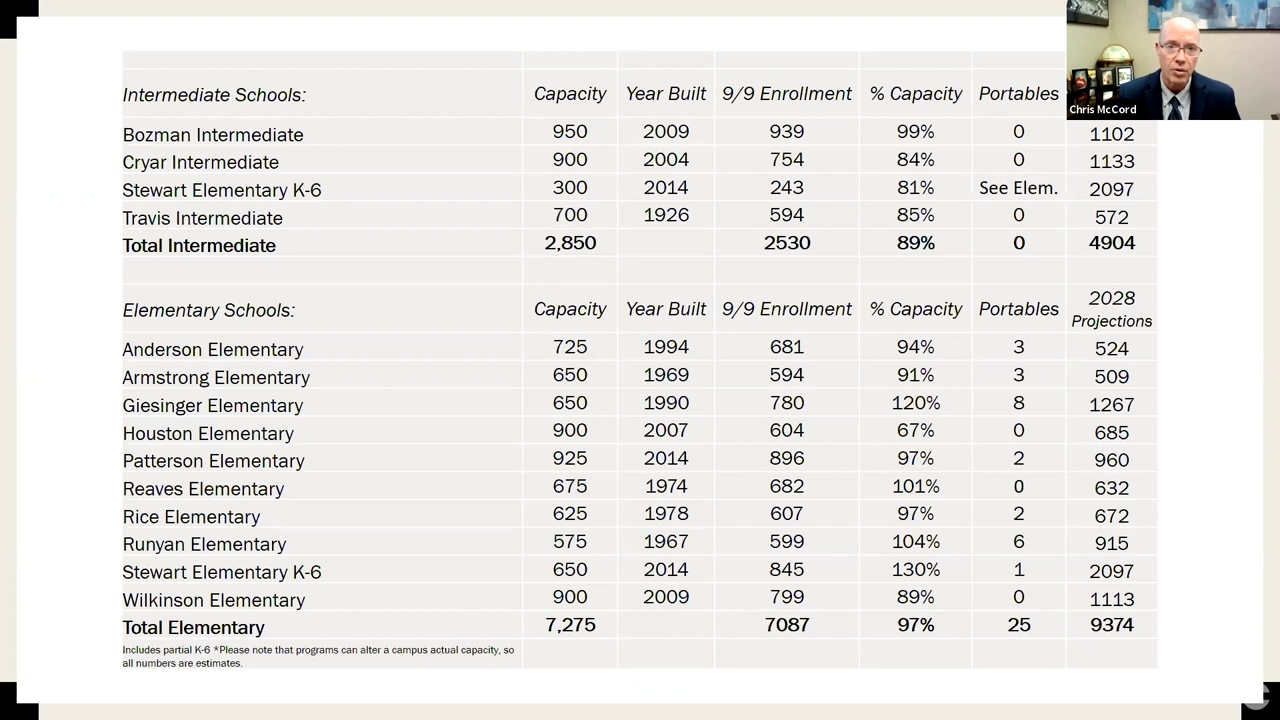 Chris McCord
Intermediate Schools: Capacity Year Built 9/9 Enrollment % Capacity Portables
Bozman Intermediate 950 2009 939 99% 0 1102
Cryar Intermediate 900 2004 754 84% 0 1133
Stewart Elementary K-6 300 2014 243 81% See Elem. 2097
Travis Intermediate 700 1926 594 85% 0 572
Total Intermediate 2,850 2530 89% 0 4904
Elementary Schools: Capacity Year Built 9/9 Enrollment % Capacity Portables 2028 Projections
Anderson Elementary 725 1994 681 94% 3 524
Armstrong Elementary 650 1969 594 91% 3 509
Giesinger Elementary 650 1990 780 120% 8 1267
Houston Elementary 900 2007 604 67% 0 685
Patterson Elementary 925 2014 896 97% 2 960
Reaves Elementary 675 1974 682 101% 0 632
Rice Elementary 625 1978 607 97% 2 672
Runyan Elementary 575 1967 599 104% 6 915
Stewart Elementary K-6 650 2014 845 130% 1 2097
Wilkinson Elementary 900 2009 799 89% 0 1113
Total Elementary 7,275 7087 97% 25 9374
Includes partial K-6 *Please note that programs can alter a campus actual capacity, so
all numbers are estimates.